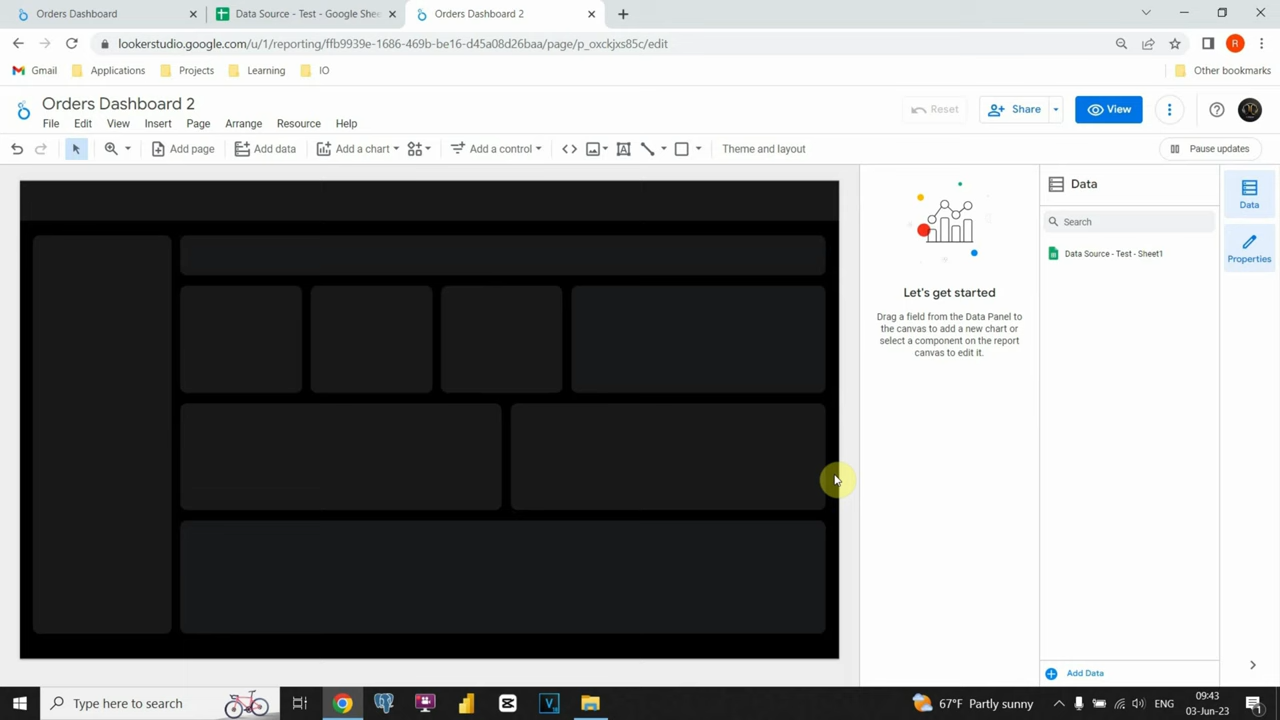 Orders Dashboard
Data Source - Test - Google Shee
Orders Dashboard 2
lookerstudio.google.com/u/1/reporting/ffb9939e-1686-469b-be16-d45a08d26baa/page/p_oxckjxs85c/edit
R
Gmail
Applications
Projects
Learning
IO
Other bookmarks
Orders Dashboard 2
File
Edit
View
Insert
Page
Arrange
Resource
Help
Reset
Share
View
Add page
Add data
Add a chart
Add a control
Theme and layout
Pause updates
Let's get started
Drag a field from the Data Panel to
the canvas to add a new chart or
select a component on the report
canvas to edit it.
Data
Search
Data Source - Test - Sheet1
Add Data
Data
Properties
Type here to search
67°F Partly sunny
ENG
09:43
03-Jun-23
1